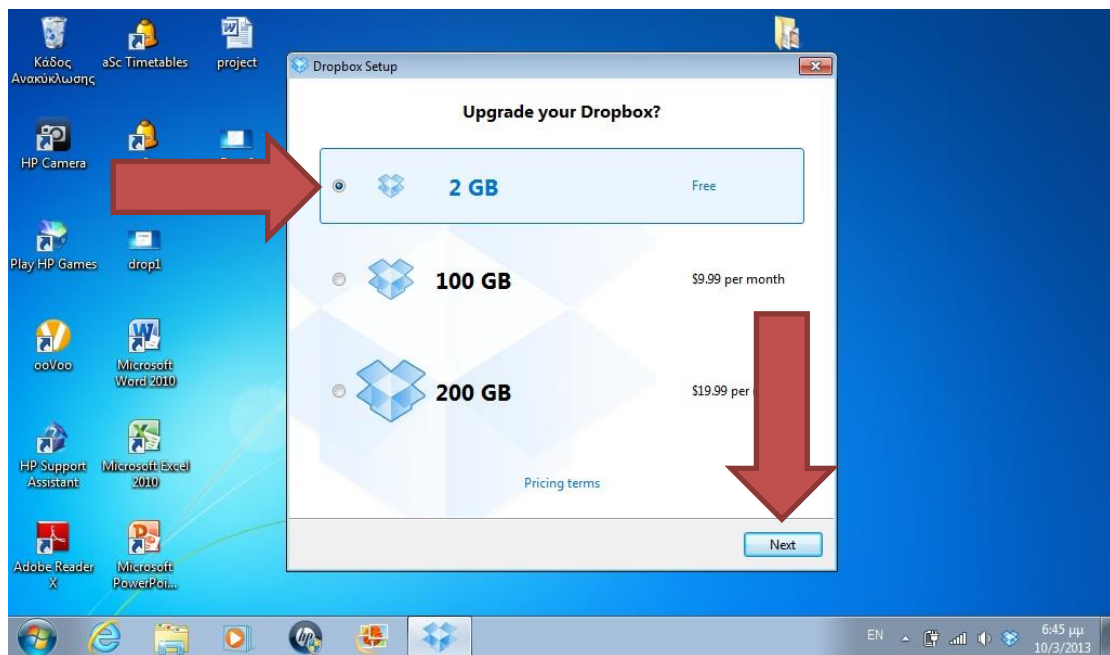 Κάδος
Ανακύκλωσης
aSc Timetables
project
HP Camera
Play HP Games
drop1
ooVoo
Microsoft
Word 2010
HP Support
Assistant
Microsoft Excel
2010
Adobe Reader
X
Microsoft
PowerPoi...
Dropbox Setup
Upgrade your Dropbox?
2 GB
Free
100 GB
$9.99 per month
200 GB
$19.99 per
Pricing terms
Next
EN
6:45 μμ
10/3/2013